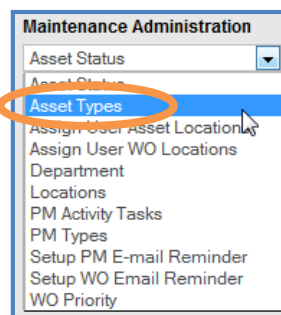 Maintenance Administration
Asset Status
Asset Status
Asset Types
Assign User Asset Locations
Assign User WO Locations
Department
Locations
PM Activity Tasks
PM Types
Setup PM E-mail Reminder
Setup WO Email Reminder
WO Priority